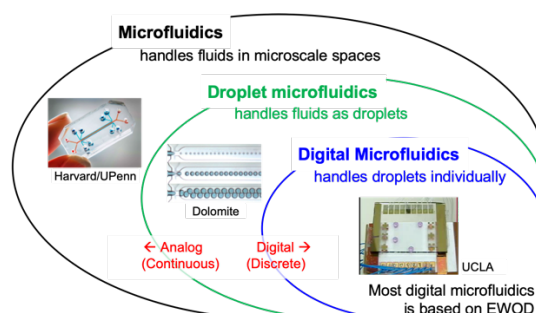 Microfluidics
handles fluids in microscale spaces
Droplet microfluidics
handles fluids as droplets
Digital Microfluidics
handles droplets individually
Harvard/UPenn
Dolomite
← Analog
(Continuous)
Digital →
(Discrete)
UCLA
Most digital microfluidics
is based on EWOD